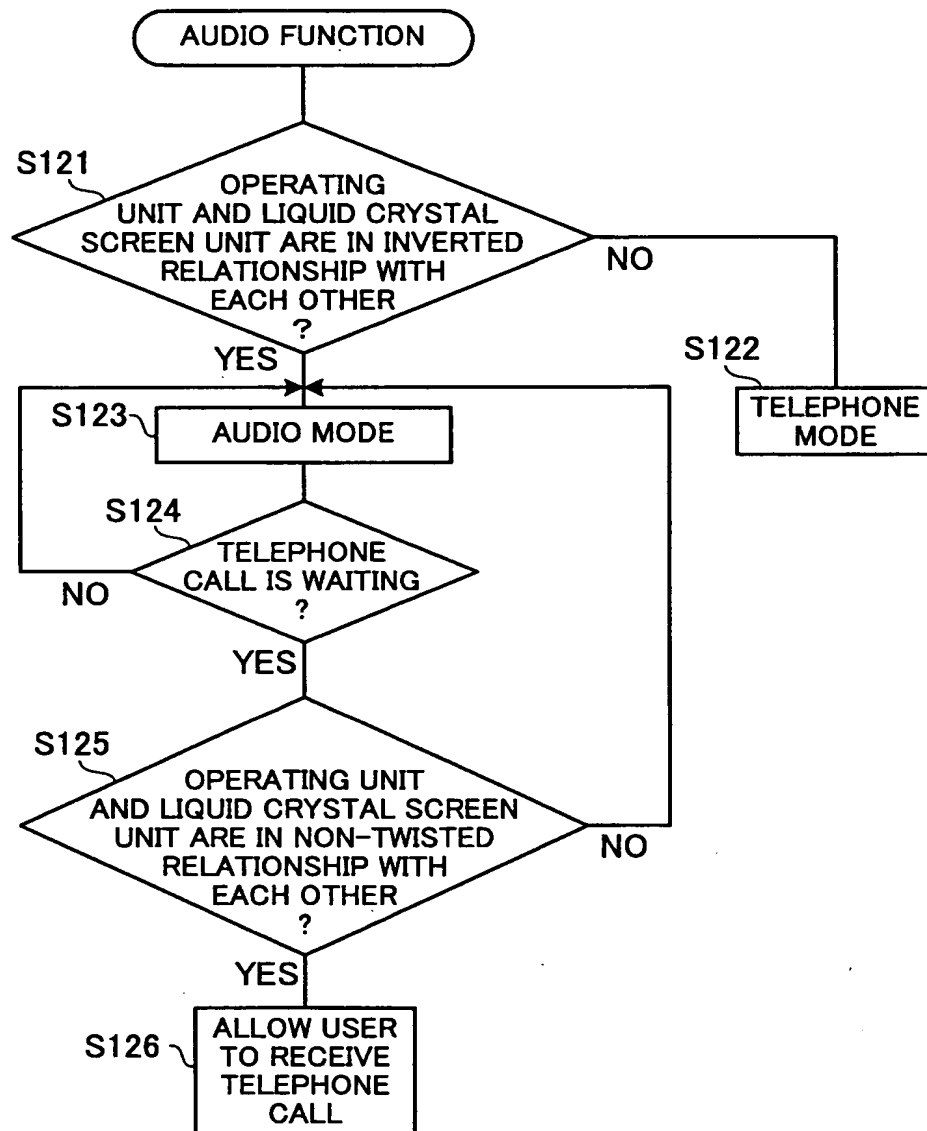 AUDIO FUNCTION
S121
OPERATING
UNIT AND LIQUID CRYSTAL
SCREEN UNIT ARE IN INVERTED
RELATIONSHIP WITH
EACH OTHER
?
NO
YES
S122
TELEPHONE
MODE
S123
AUDIO MODE
S124
TELEPHONE
CALL IS WAITING
?
NO
YES
S125
OPERATING UNIT
AND LIQUID CRYSTAL SCREEN
UNIT ARE IN NON-TWISTED
RELATIONSHIP WITH
EACH OTHER
?
NO
YES
S126
ALLOW USER
TO RECEIVE
TELEPHONE
CALL